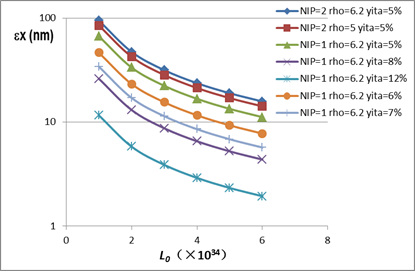 εx (nm)
100
10
1
0 2 4 6 8
L0 (×10^34)
NIP=2 rho=6.2 yita=5%
NIP=2 rho=5 yita=5%
NIP=1 rho=6.2 yita=5%
NIP=1 rho=6.2 yita=8%
NIP=1 rho=6.2 yita=12%
NIP=1 rho=6.2 yita=6%
NIP=1 rho=6.2 yita=7%